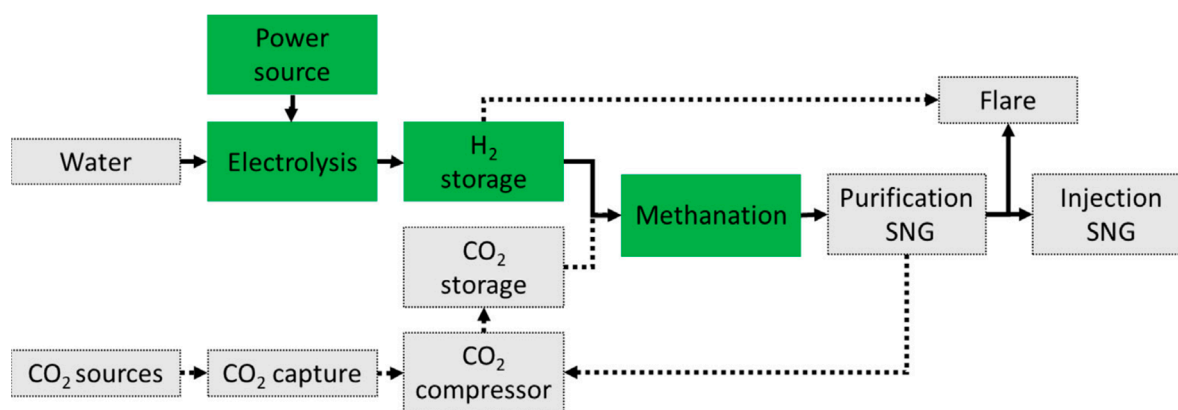 Power
source
Flare
Water
Electrolysis
H₂
storage
Methanation
Purification
SNG
Injection
SNG
CO₂
storage
CO₂ sources
CO₂ capture
CO₂
compressor